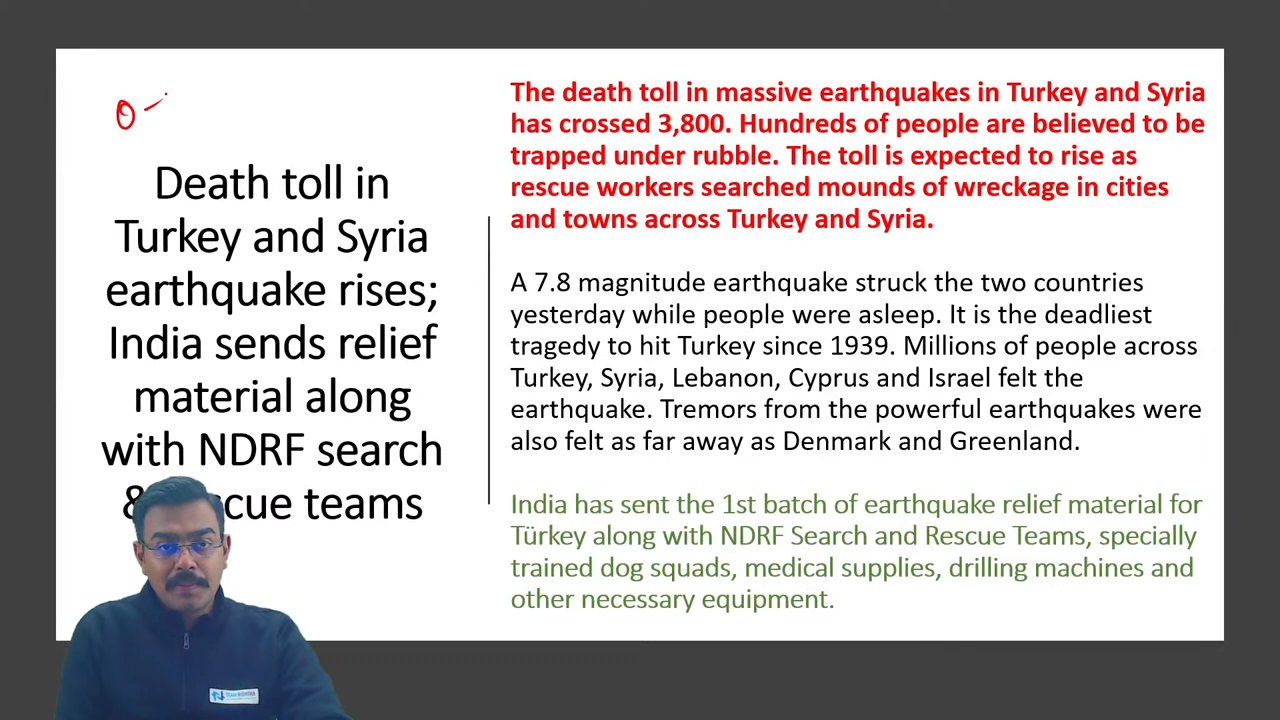 Death toll in
Turkey and Syria
earthquake rises;
India sends relief
material along
with NDRF search
& teams
The death toll in massive earthquakes in Turkey and Syria
has crossed 3,800. Hundreds of people are believed to be
trapped under rubble. The toll is expected to rise as
rescue workers searched mounds of wreckage in cities
and towns across Turkey and Syria.
A 7.8 magnitude earthquake struck the two countries
yesterday while people were asleep. It is the deadliest
tragedy to hit Turkey since 1939. Millions of people across
Turkey, Syria, Lebanon, Cyprus and Israel felt the
earthquake. Tremors from the powerful earthquakes were
also felt as far away as Denmark and Greenland.
India has sent the 1st batch of earthquake relief material for
Türkey along with NDRF Search and Rescue Teams, specially
trained dog squads, medical supplies, drilling machines and
other necessary equipment.